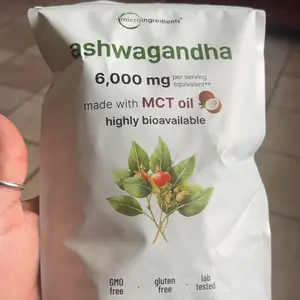 microingredients
ashwagandha
6,000 mg per serving
equivalent**
made with MCT oil
highly bioavailable
GMO free · gluten free · lab tested